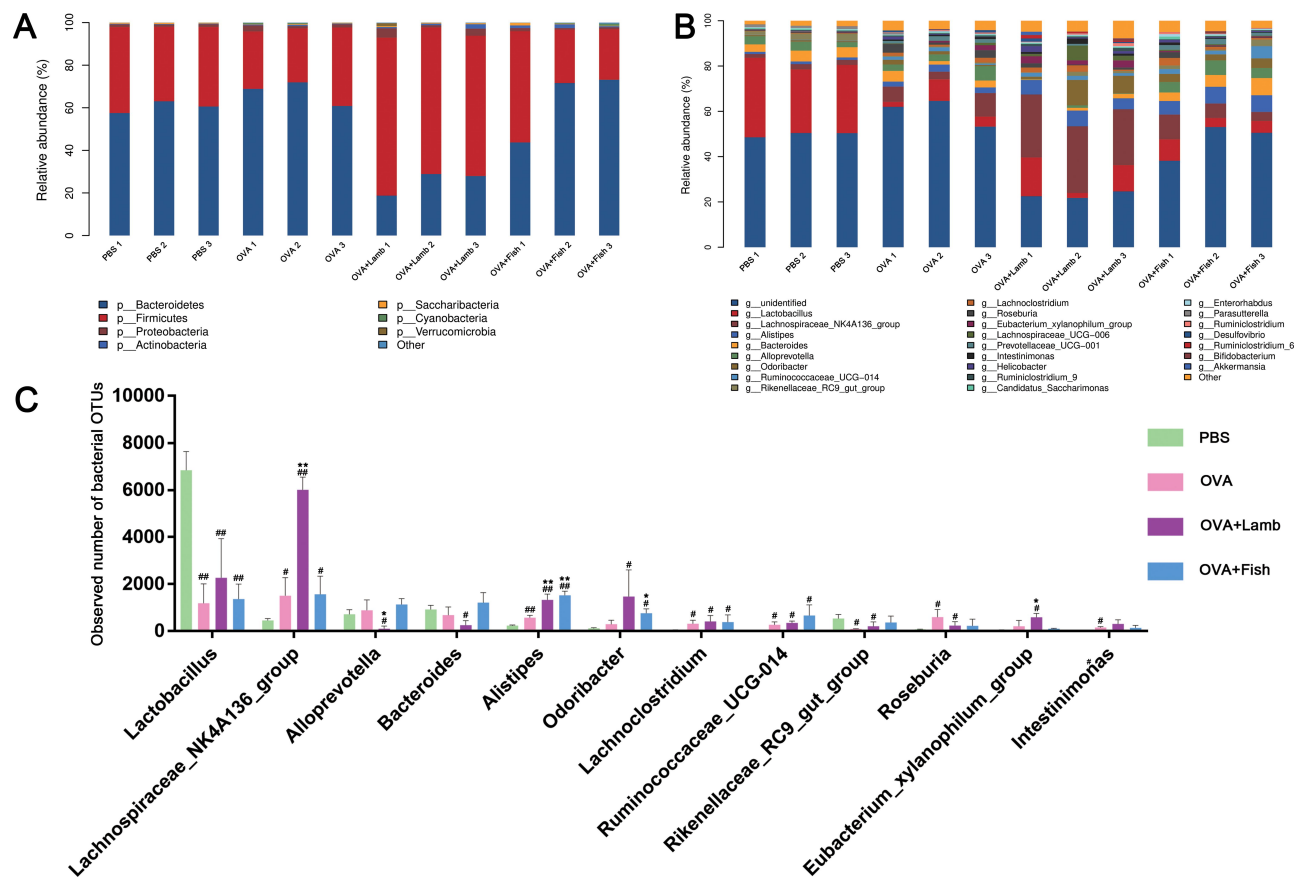 A
Relative abundance (%)
100
80
60
40
20
0
PBS 1
PBS 2
PBS 3
OVA 1
OVA 2
OVA 3
OVA+Lamb 1
OVA+Lamb 2
OVA+Lamb 3
OVA+Fish 1
OVA+Fish 2
OVA+Fish 3
p__Bacteroidetes
p__Firmicutes
p__Proteobacteria
p__Actinobacteria
p__Saccharibacteria
p__Cyanobacteria
p__Verrucomicrobia
Other
B
Relative abundance (%)
100
80
60
40
20
0
PBS 1
PBS 2
PBS 3
OVA 1
OVA 2
OVA 3
OVA+Lamb 1
OVA+Lamb 2
OVA+Lamb 3
OVA+Fish 1
OVA+Fish 2
OVA+Fish 3
g__unidentified
g__Lactobacillus
g__Lachnospiraceae_NK4A136_group
g__Alistipes
g__Bacteroides
g__Alloprevotella
g__Odoribacter
g__Ruminococcaceae_UCG−014
g__Rikenellaceae_RC9_gut_group
g__Lachnoclostridium
g__Roseburia
g__Eubacterium_xylanophilum_group
g__Lachnospiraceae_UCG−006
g__Prevotellaceae_UCG−001
g__Intestinimonas
g__Helicobacter
g__Ruminiclostridium_9
g__Candidatus_Saccharimonas
g__Enterorhabdus
g__Parasutterella
g__Ruminiclostridium
g__Desulfovibrio
g__Ruminiclostridium_6
g__Bifidobacterium
g__Akkermansia
Other
C
Observed number of bacterial OTUs
10000
8000
6000
4000
2000
0
## ## ##
# ** ## #
* #
#
## ** ## ** ##
# * #
# # #
# # #
# #
# #
* #
# #
Lactobacillus
Lachnospiraceae_NK4A136_group
Alloprevotella
Bacteroides
Alistipes
Odoribacter
Lachnoclostridium
Ruminococcaceae_UCG-014
Rikenellaceae_RC9_gut_group
Roseburia
Eubacterium_xylanophilum_group
Intestinimonas
PBS
OVA
OVA+Lamb
OVA+Fish